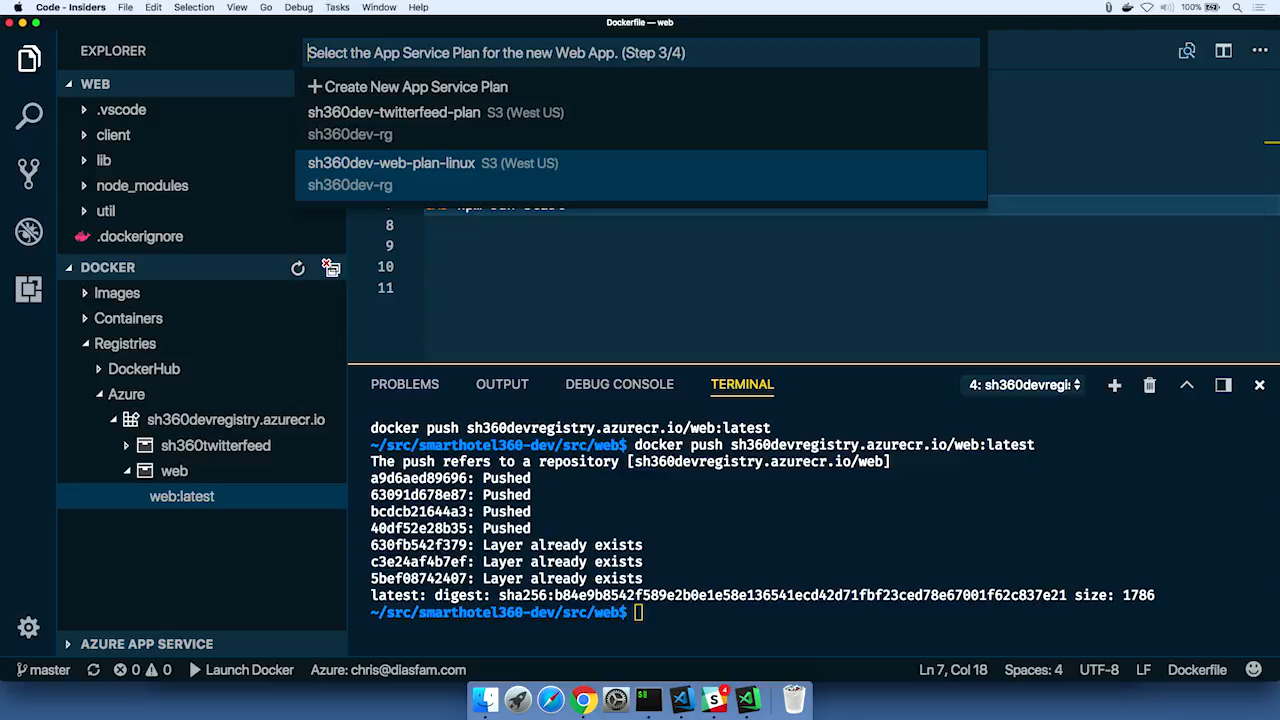 Code - Insiders File Edit Selection View Go Debug Tasks Window Help 100%
Dockerfile — web
EXPLORER
Select the App Service Plan for the new Web App. (Step 3/4)
WEB
Create New App Service Plan
.vscode
sh360dev-twitterfeed-plan S3 (West US)
client
sh360dev-rg
lib
sh360dev-web-plan-linux S3 (West US)
node_modules
sh360dev-rg
util
8
.dockerignore
9
DOCKER
10
Images
11
Containers
Registries
DockerHub
PROBLEMS OUTPUT DEBUG CONSOLE TERMINAL 4: sh360devregi:
Azure
sh360devregistry.azurecr.io
docker push sh360devregistry.azurecr.io/web:latest
sh360twitterfeed
~/src/smarthotel360-dev/src/web$ docker push sh360devregistry.azurecr.io/web:latest
The push refers to a repository [sh360devregistry.azurecr.io/web]
web
a9d6aed89696: Pushed
web:latest
63091d678e87: Pushed
bcdcb21644a3: Pushed
40df52e28b35: Pushed
630fb542f379: Layer already exists
c3e24af4b7ef: Layer already exists
5bef08742407: Layer already exists
latest: digest: sha256:b84e9b8542f589e2b0e1e58e136541ecd42d71fbf23ced78e67001f62c837e21 size: 1786
~/src/smarthotel360-dev/src/web$
AZURE APP SERVICE
master 0 0 Launch Docker Azure: chris@diasfam.com Ln 7, Col 18 Spaces: 4 UTF-8 LF Dockerfile
4